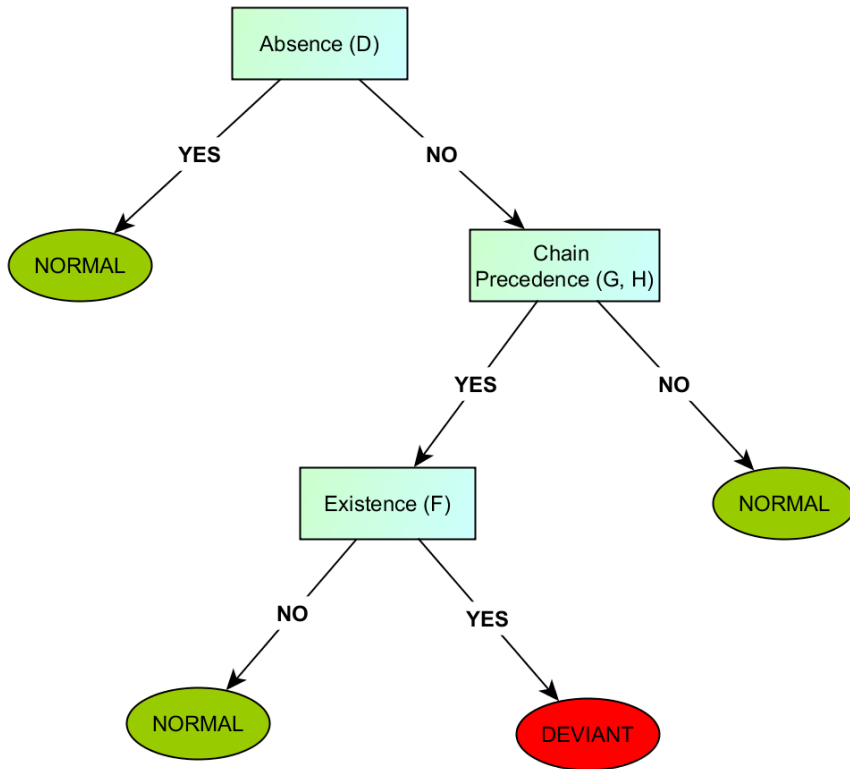 Absence (D)
YES
NO
NORMAL
Chain
Precedence (G, H)
YES
NO
Existence (F)
NORMAL
NO
YES
NORMAL
DEVIANT